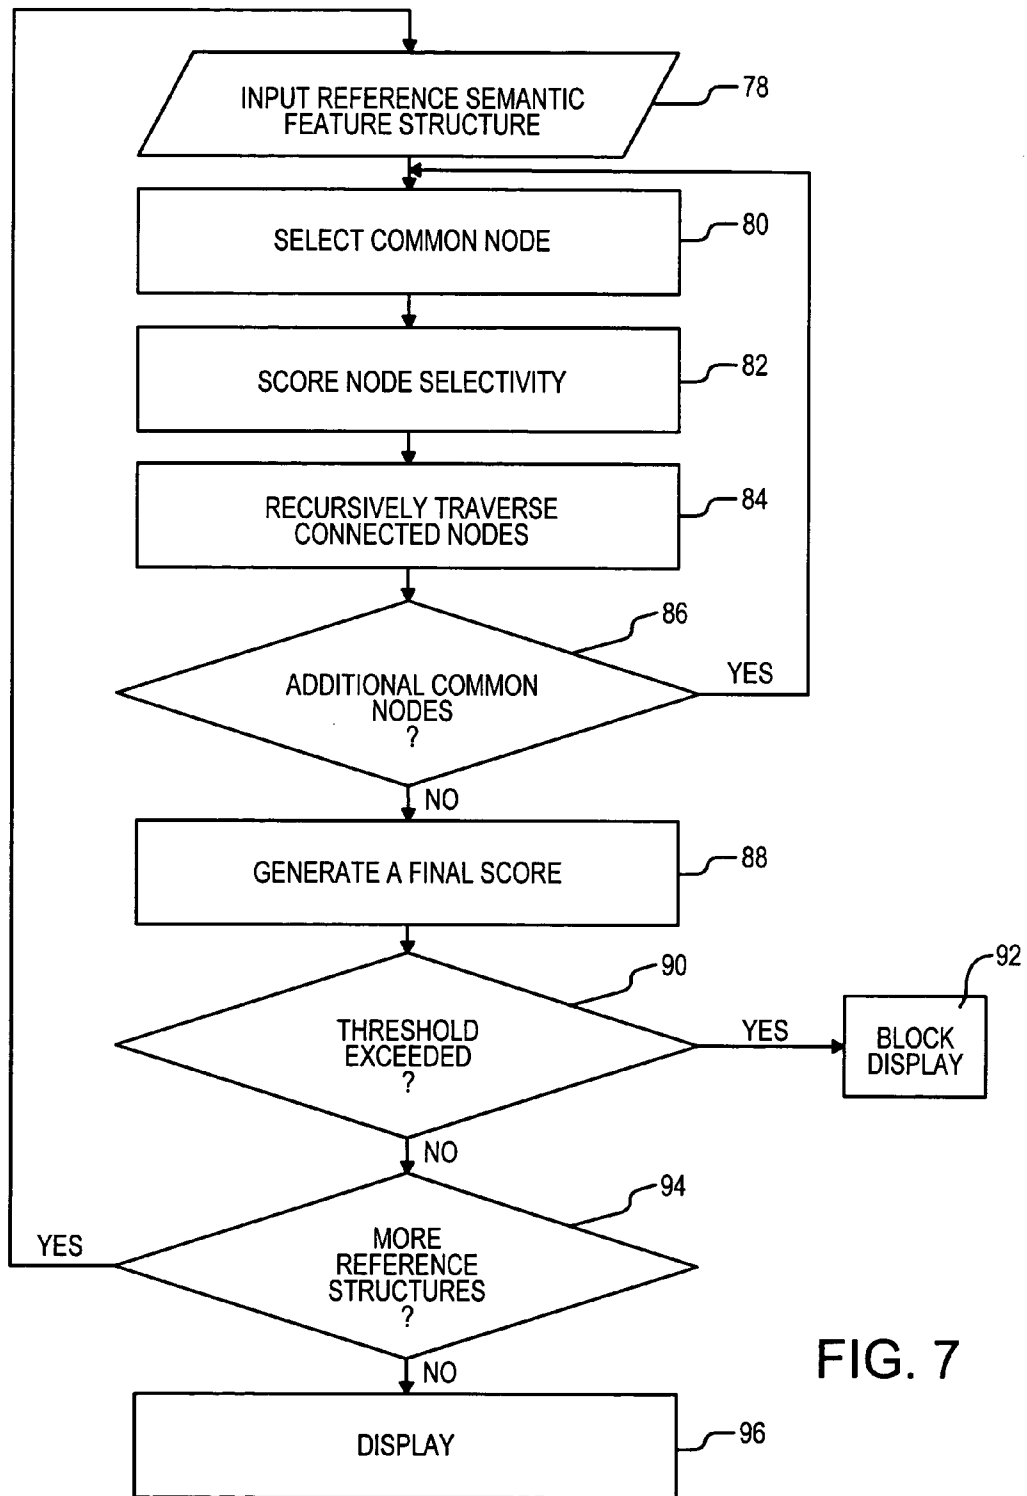 INPUT REFERENCE SEMANTIC
FEATURE STRUCTURE
78
SELECT COMMON NODE
80
SCORE NODE SELECTIVITY
82
RECURSIVELY TRAVERSE
CONNECTED NODES
84
86
ADDITIONAL COMMON
NODES
?
YES
NO
GENERATE A FINAL SCORE
88
90
THRESHOLD
EXCEEDED
?
YES
92
BLOCK
DISPLAY
NO
94
MORE
REFERENCE
STRUCTURES
?
YES
NO
DISPLAY
96
FIG. 7